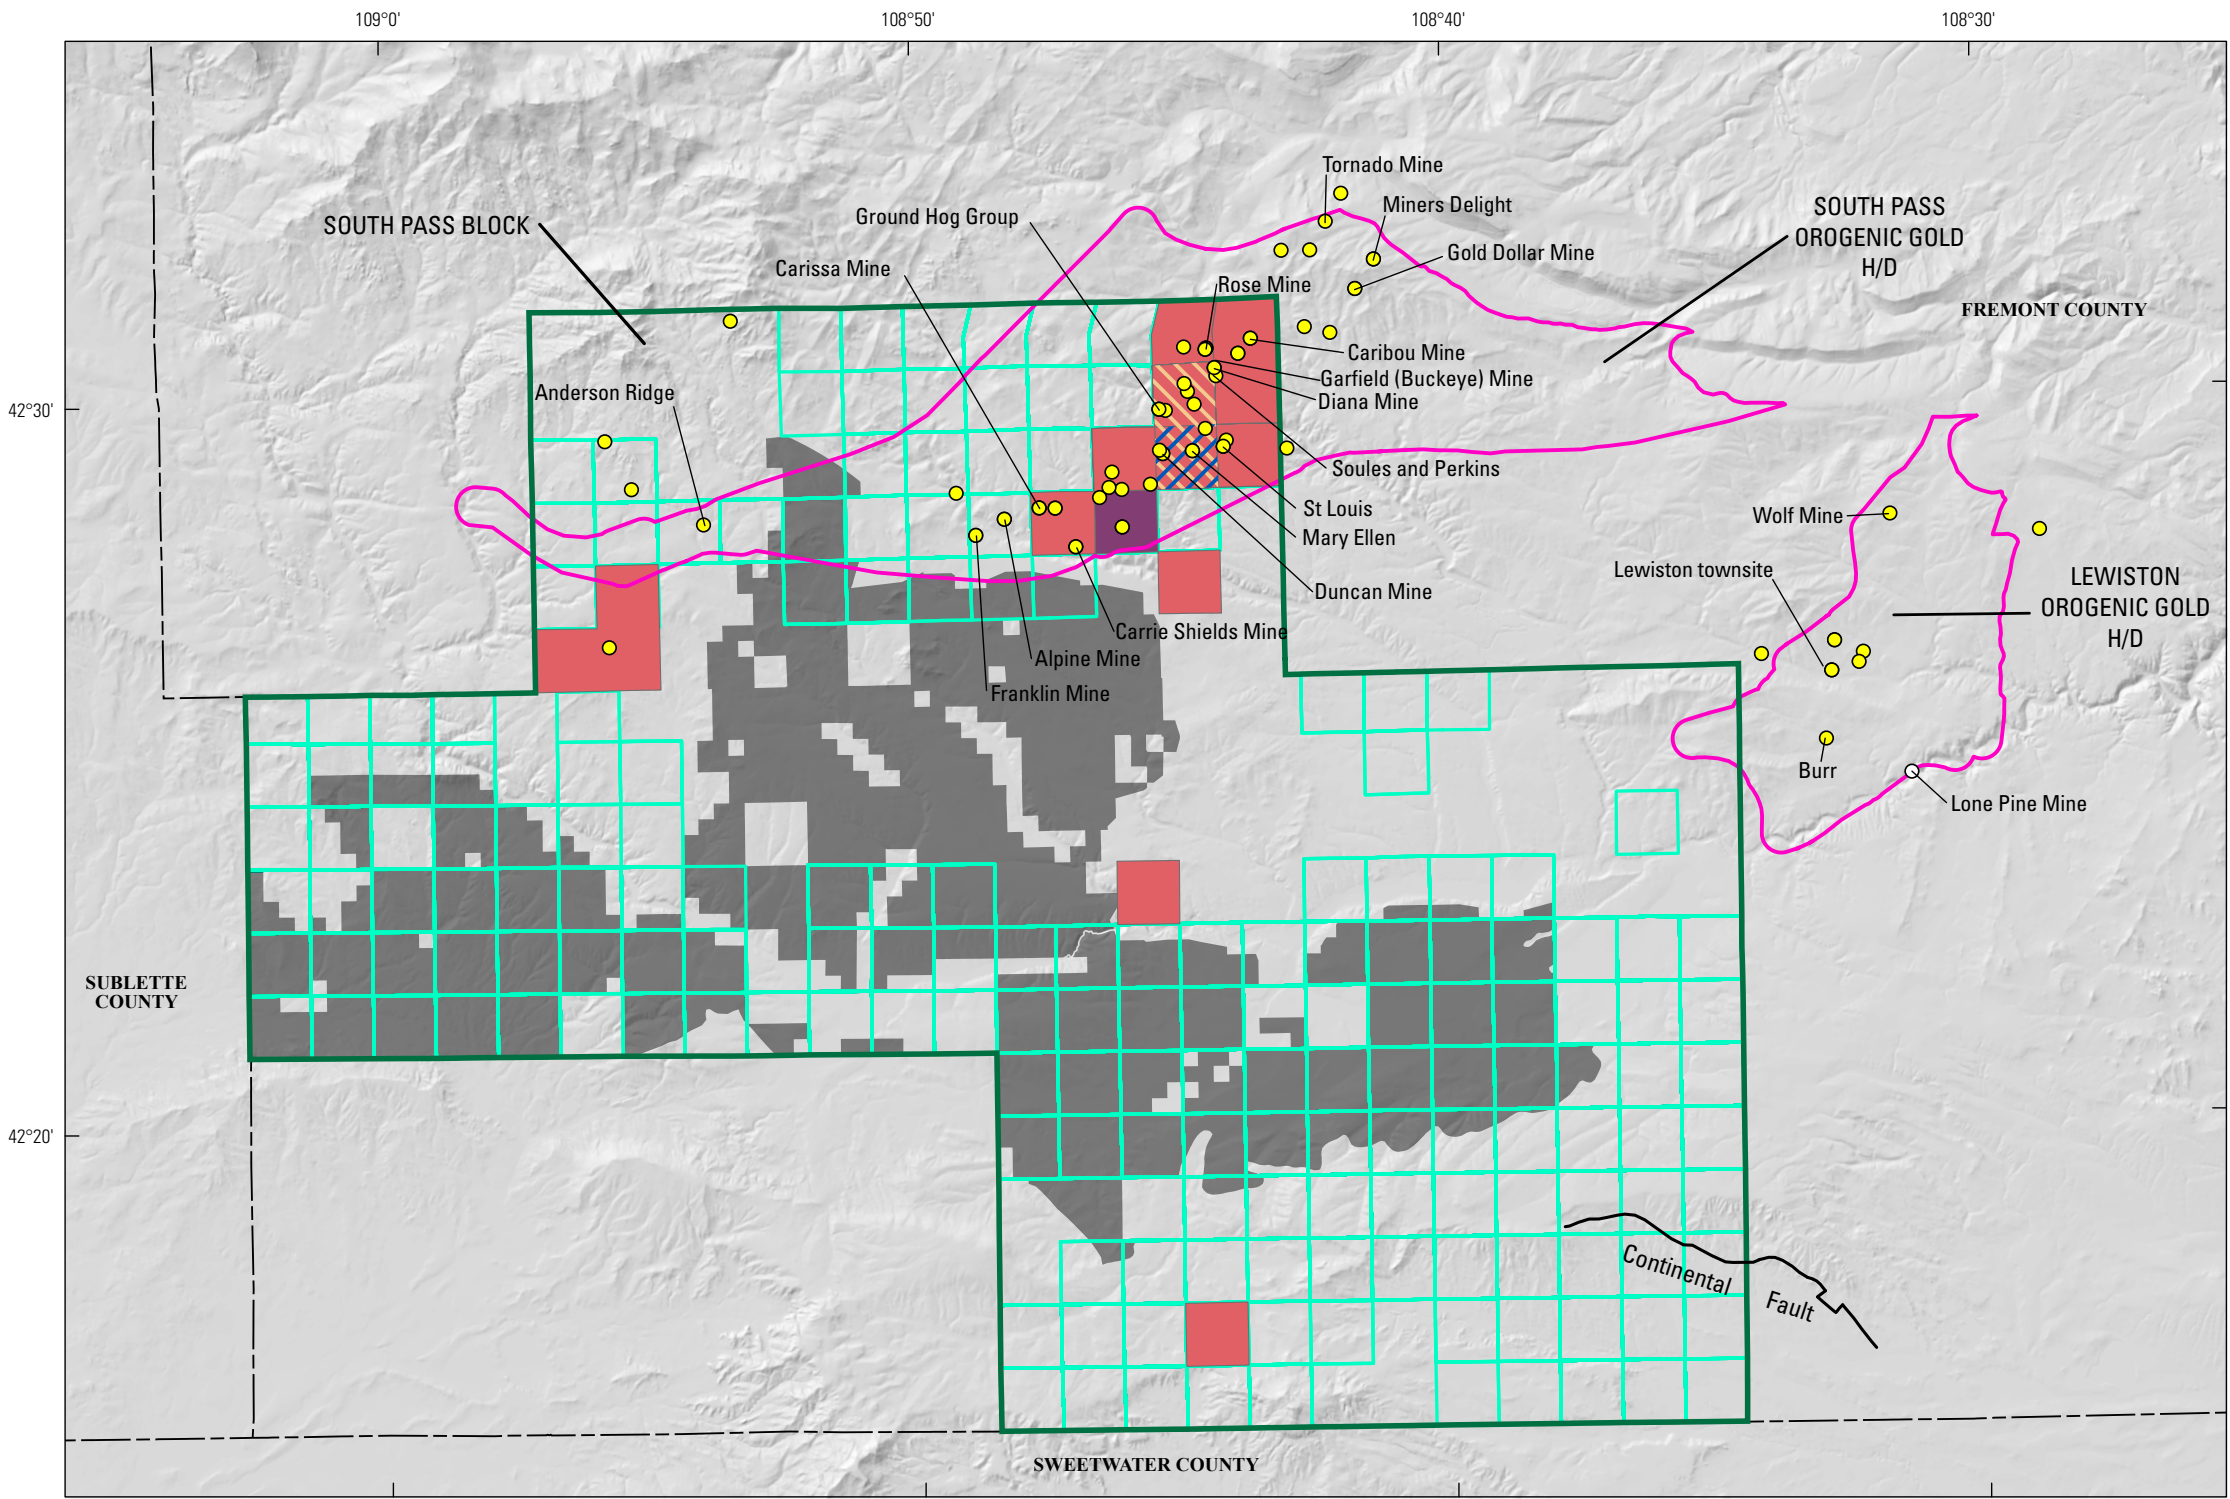 109°0'
108°50'
108°40'
108°30'
Tornado Mine
Miners Delight
Ground Hog Group
SOUTH PASS BLOCK
SOUTH PASS
OROGENIC GOLD
H/D
Gold Dollar Mine
Carissa Mine
Rose Mine
FREMONT COUNTY
Caribou Mine
Garfield (Buckeye) Mine
Anderson Ridge
Diana Mine
42°30'
Soules and Perkins
St Louis
Wolf Mine
Mary Ellen
Lewiston townsite
LEWISTON
OROGENIC GOLD
H/D
Duncan Mine
Carrie Shields Mine
Alpine Mine
Franklin Mine
Burr
Lone Pine Mine
SUBLETTE
COUNTY
42°20'
Continental
Fault
SWEETWATER COUNTY